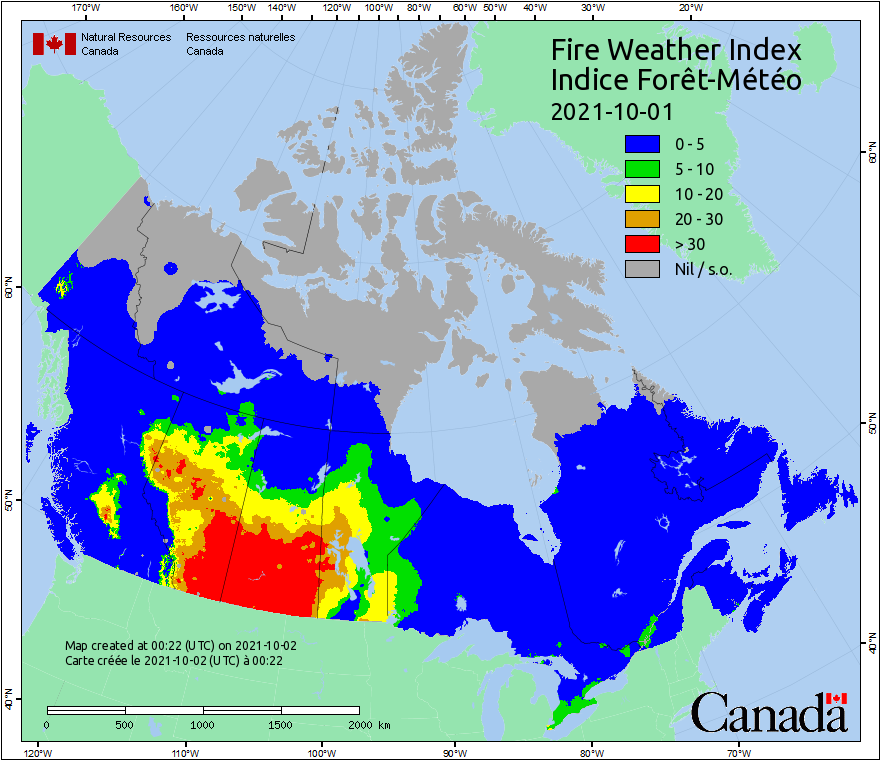 170°W 160°W 150°W 140°W 130°W 120°W 110°W 100°W 90°W 80°W 60°W 50°W 40°W 30°W 20°W
Natural Resources Ressources naturelles
Canada Canada
Fire Weather Index
Indice Forêt-Météo
2021-10-01
0 - 5
5 - 10
10 - 20
20 - 30
> 30
Nil / s.o.
60°N
60°N
50°N
50°N
40°N
40°N
Map created at 00:22 (UTC) on 2021-10-02
Carte créée le 2021-10-02 (UTC) à 00:22
0 500 1000 1500 2000 km
Canada
120°W 110°W 100°W 90°W 80°W 70°W